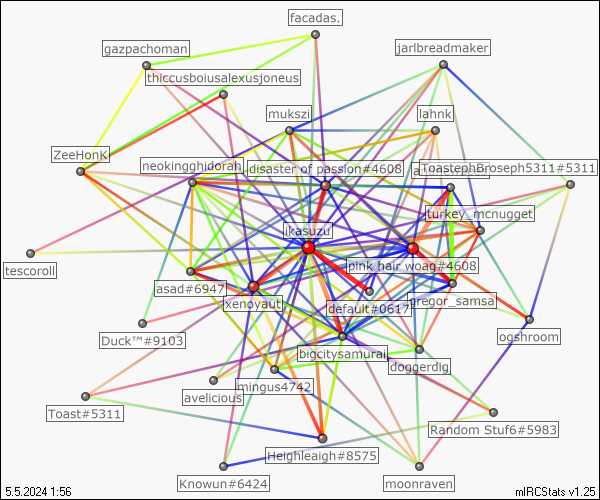 facadas.
gazpachoman
jarlbreadmaker
thiccusboiusalexusjoneus
mukszi
lahnk
ZeeHonK
neokingghidorah
disaster of passion#4608
ToasternBroseph5311#5311
turkey_mcnugget
ikasuzu
pink hair woag#4608
tescoroll
asad#6947
xenoyaut
default#0617
gregor_samsa
ogshroom
Duck™#9103
bigcitysamurai
doggerdig
mingus4742
avelicious
Toast#5311
Random Stuf6#5983
Heighleaigh#8575
Knowun#6424
moonraven
5.5.2024 1:56
mIRCStats v1.25